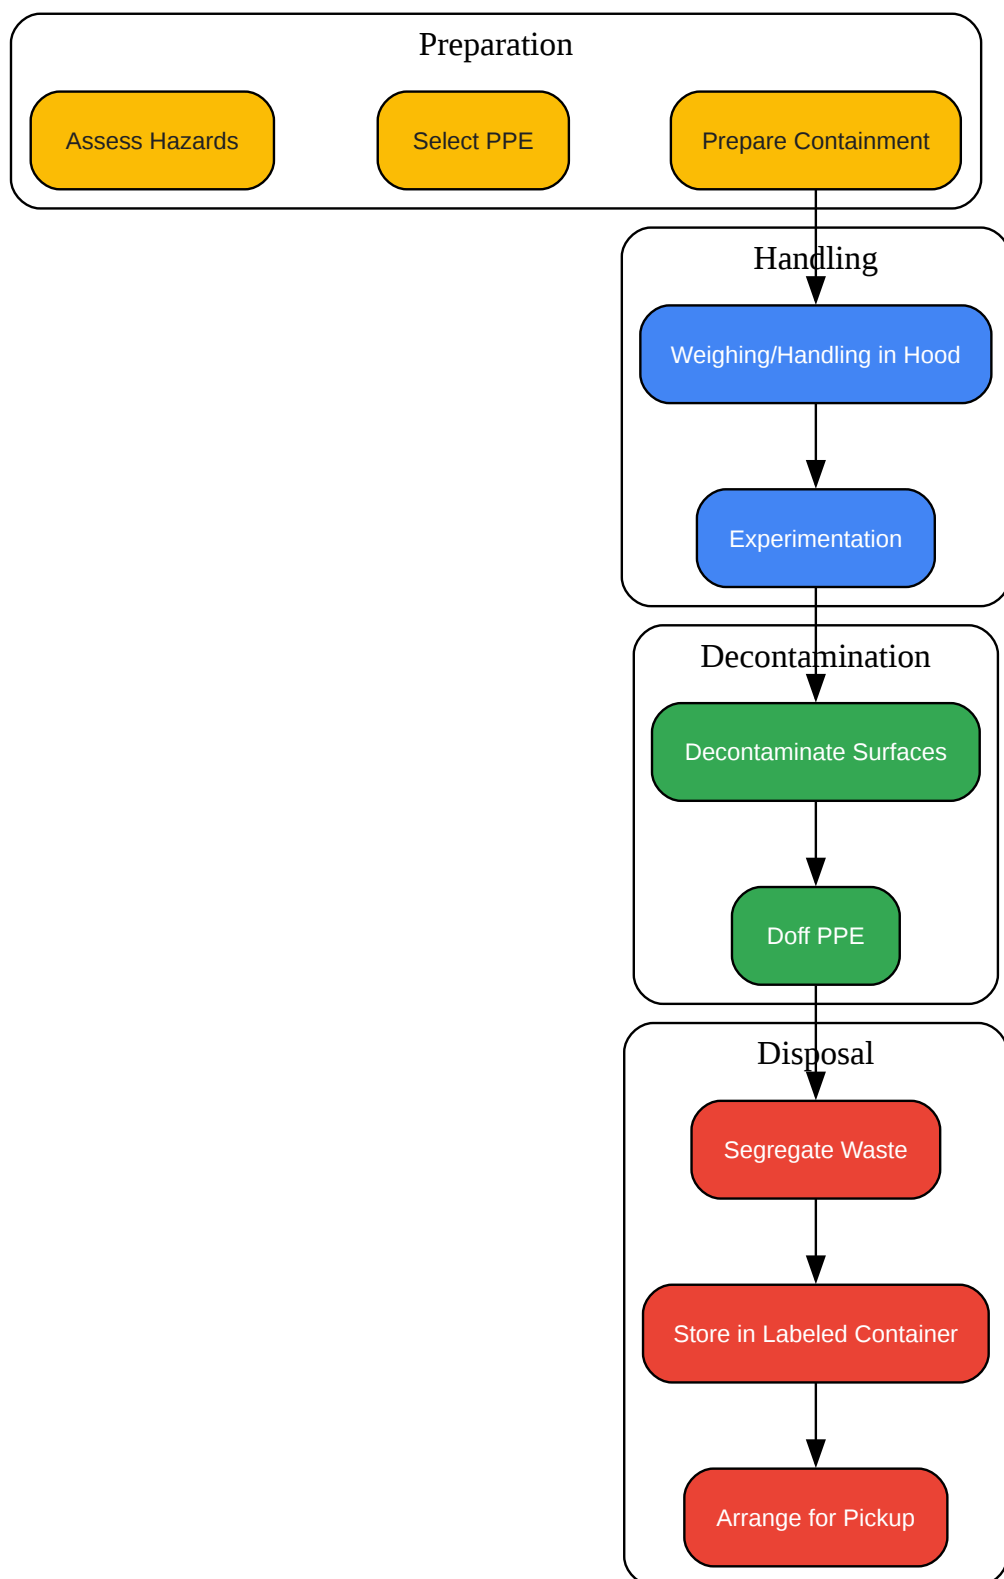 Preparation
Assess Hazards
Select PPE
Prepare Containment
Handling
Weighing/Handling in Hood
Experimentation
Decontamination
Decontaminate Surfaces
Doff PPE
Disposal
Segregate Waste
Store in Labeled Container
Arrange for Pickup